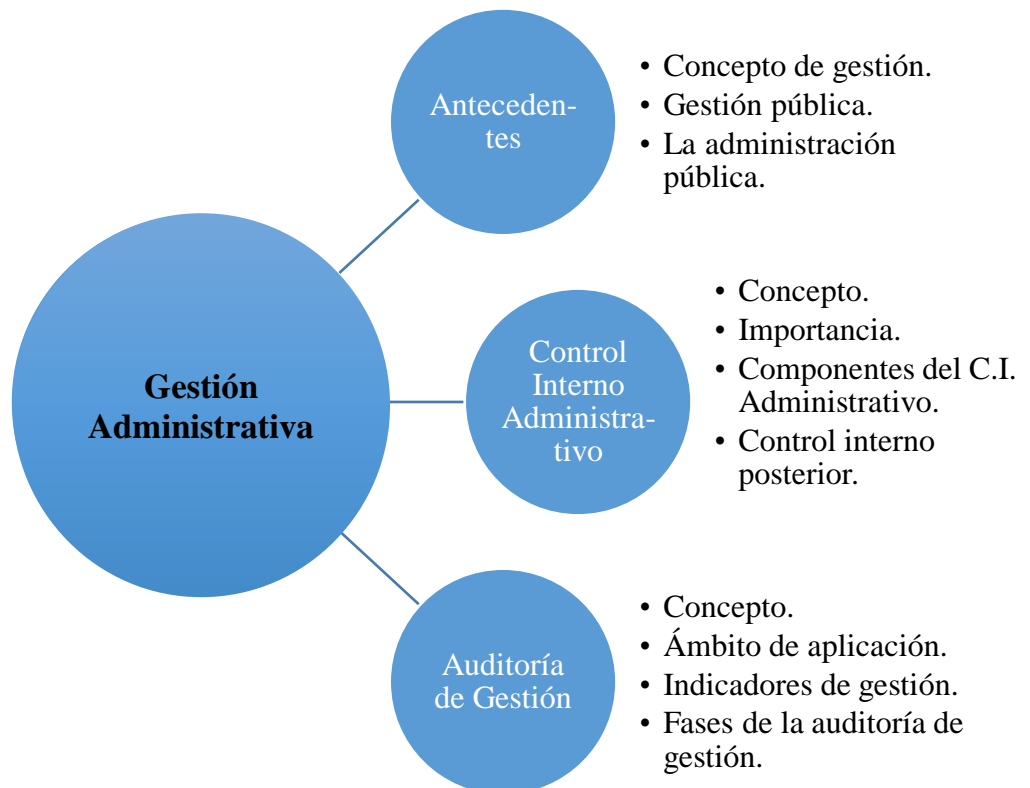 Gestión
Administrativa
Anteceden-
tes
• Concepto de gestión.
• Gestión pública.
• La administración
pública.
Control
Interno
Administra-
tivo
• Concepto.
• Importancia.
• Componentes del C.I.
Administrativo.
• Control interno
posterior.
Auditoría
de Gestión
• Concepto.
• Ámbito de aplicación.
• Indicadores de gestión.
• Fases de la auditoría de
gestión.